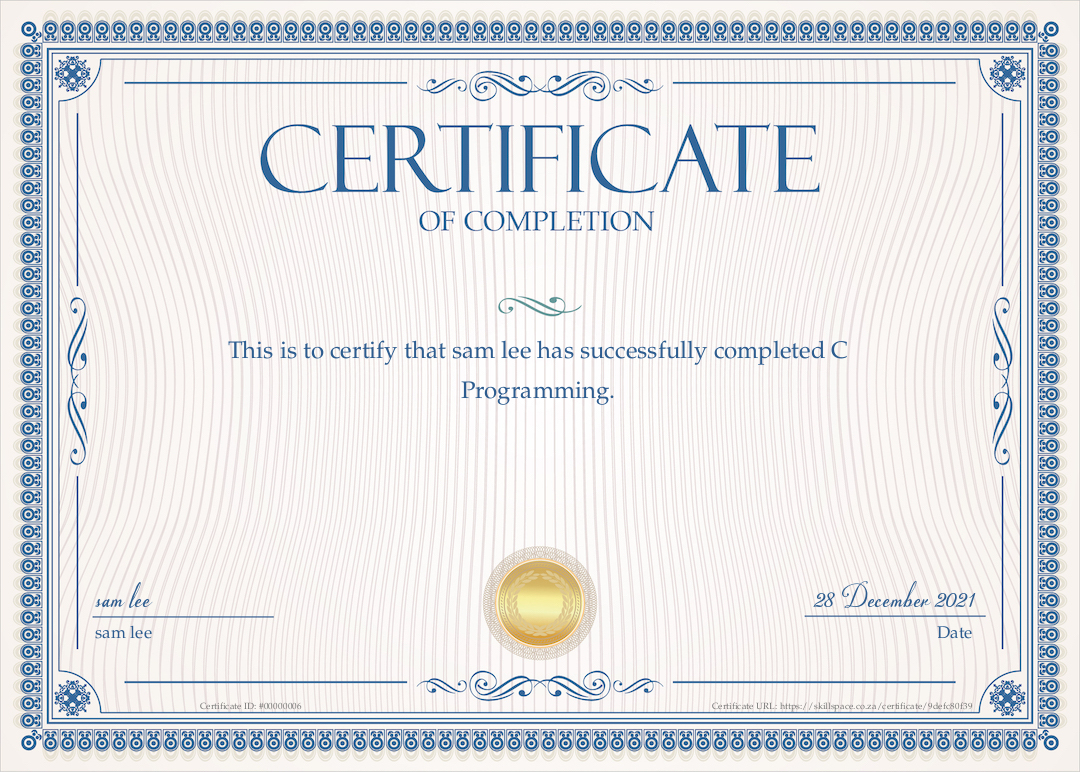 CERTIFICATE
OF COMPLETION
This is to certify that sam lee has successfully completed C
Programming.
sam lee
28 December 2021
sam lee
Date
Certificate ID: #00000006
Certificate URL: https://skillspace.co.za/certificate/9defc80f39